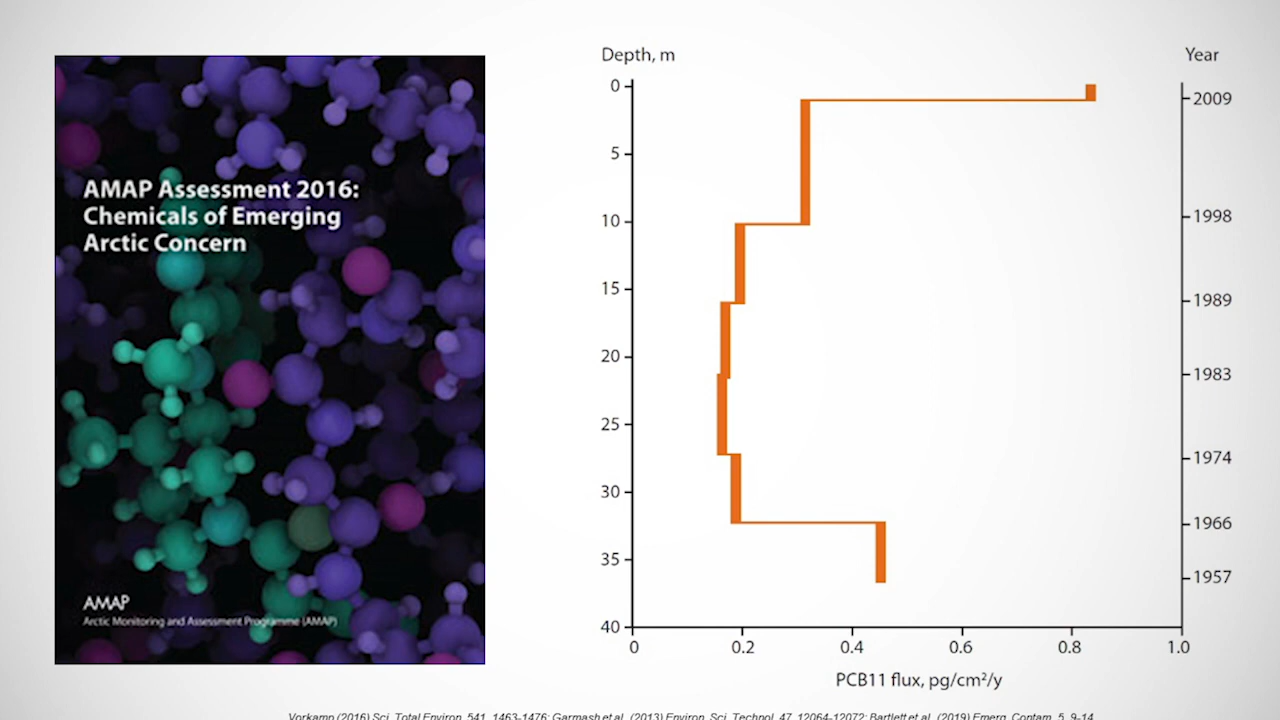 AMAP Assessment 2016:
Chemicals of Emerging
Arctic Concern
AMAP
Arctic Monitoring and Assessment Programme (AMAP)
Depth, m
Year
0
5
10
15
20
25
30
35
40
2009
1998
1989
1983
1974
1966
1957
0
0.2
0.4
0.6
0.8
1.0
PCB11 flux, pg/cm²/y
Vorkamp (2016) Sci. Total Environ. 541, 1463-1476; Garmash et al. (2013) Environ. Sci. Technol. 47, 12064-12072; Bartlett et al. (2019) Emerg. Contam. 5, 9-14